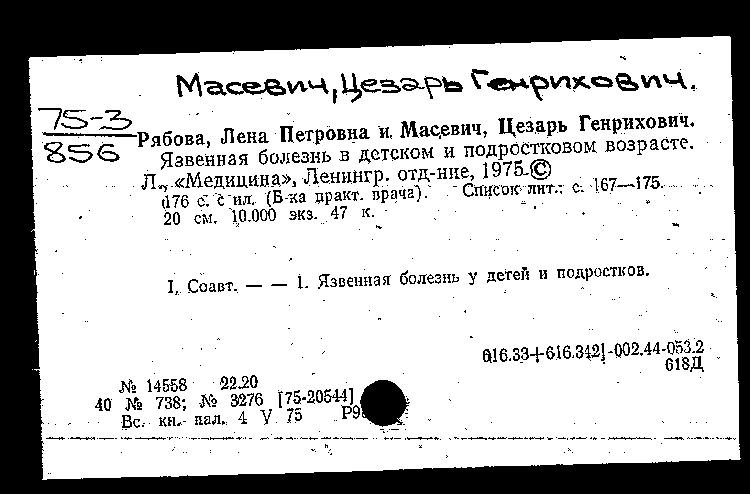 Масевич, Цезарь Генрихович.
75-3
856
Рябова, Лена Петровна и Масевич, Цезарь Генрихович.
Язвенная болезнь в детском и подростковом возрасте.
Л., «Медицина», Ленингр. отд-ние, 1975.©
176 с. с ил. (Б-ка практ. врача). Список лит.: с. 167—175.
20 см. 10.000 экз. 47 к.
I. Соавт. — — 1. Язвенная болезнь у детей и подростков.
616.33+616.342]-002.44-053.2
618Д
№ 14558 22.20
40 № 738; № 3276 [75-20544]
Вс. кн. пал. 4 V 75